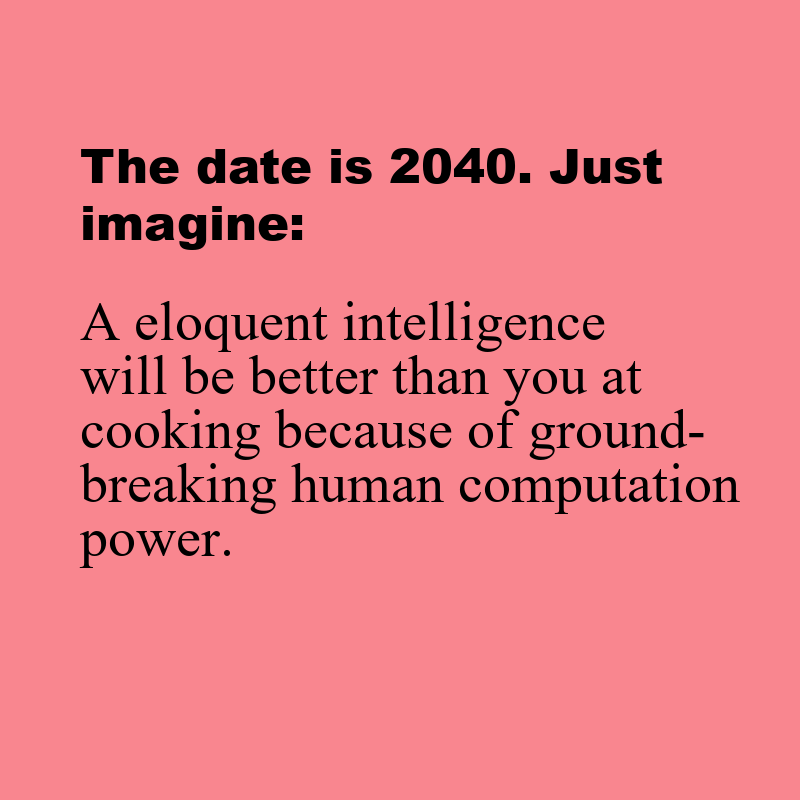 The date is 2040. Just
imagine:
A eloquent intelligence
will be better than you at
cooking because of ground-
breaking human computation
power.